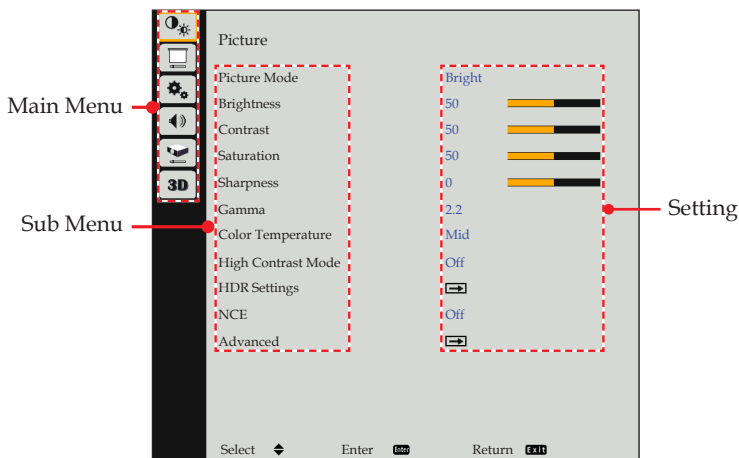 Picture
Picture Mode Bright
Brightness 50
Contrast 50
Saturation 50
Sharpness 0
Gamma 2.2
Color Temperature Mid
High Contrast Mode Off
HDR Settings
NCE Off
Advanced
3D
Main Menu
Sub Menu
Setting
Select Enter Enter Return Exit